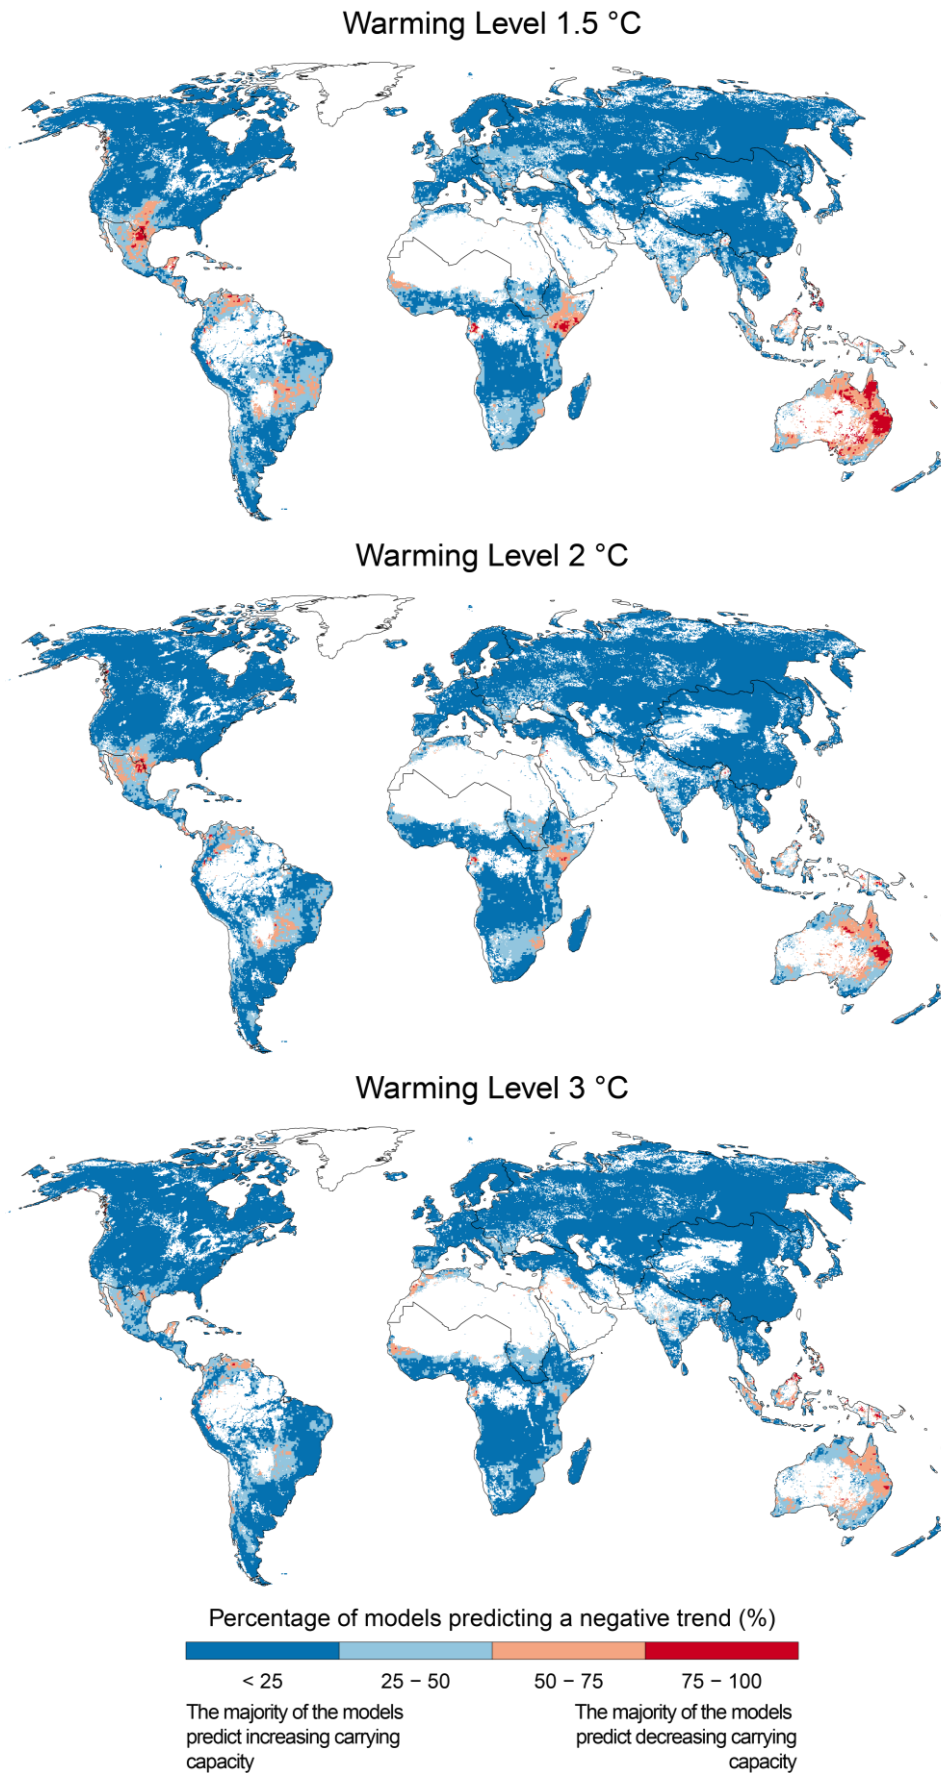 Warming Level 1.5 °C
Warming Level 2 °C
Warming Level 3 °C
Percentage of models predicting a negative trend (%)
< 25
25 − 50
50 − 75
75 − 100
The majority of the models
predict increasing carrying
capacity
The majority of the models
predict decreasing carrying
capacity